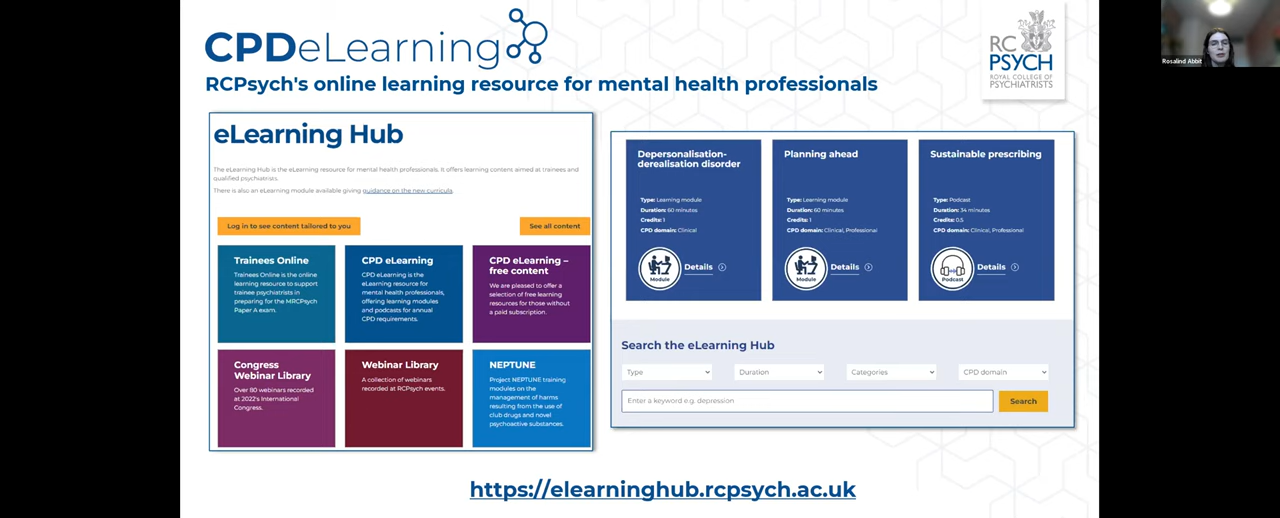 CPDeLearning
RCPsych's online learning resource for mental health professionals
RC
PSYCH
ROYAL COLLEGE OF
PSYCHIATRISTS
Rosalind Abbit
eLearning Hub
The eLearning Hub is the eLearning resource for mental health professionals. It offers learning content aimed at trainees and
qualified psychiatrists.
There is also an eLearning module available giving guidance on the new curricula.
Log in to see content tailored to you
See all content
Trainees Online
Trainees Online is the online
learning resource to support
trainee psychiatrists in
preparing for the MRCPsych
Paper A exam.
CPD eLearning
CPD eLearning is the
eLearning resource for
mental health professionals,
offering learning modules
and podcasts for annual
CPD requirements.
CPD eLearning –
free content
We are pleased to offer a
selection of free learning
resources for those without
a paid subscription.
Congress
Webinar Library
Over 80 webinars recorded
at 2022's International
Congress.
Webinar Library
A collection of webinars
recorded at RCPsych events.
NEPTUNE
Project NEPTUNE training
modules on the
management of harms
resulting from the use of
club drugs and novel
psychoactive substances.
Depersonalisation-
derealisation disorder
Type: Learning module
Duration: 60 minutes
Credits: 1
CPD domain: Clinical
Module
Details
Planning ahead
Type: Learning module
Duration: 60 minutes
Credits: 1
CPD domain: Clinical, Professional
Module
Details
Sustainable prescribing
Type: Podcast
Duration: 34 minutes
Credits: 0.5
CPD domain: Clinical, Professional
Podcast
Details
Search the eLearning Hub
Type
Duration
Categories
CPD domain
Enter a keyword e.g. depression
Search
https://elearninghub.rcpsych.ac.uk